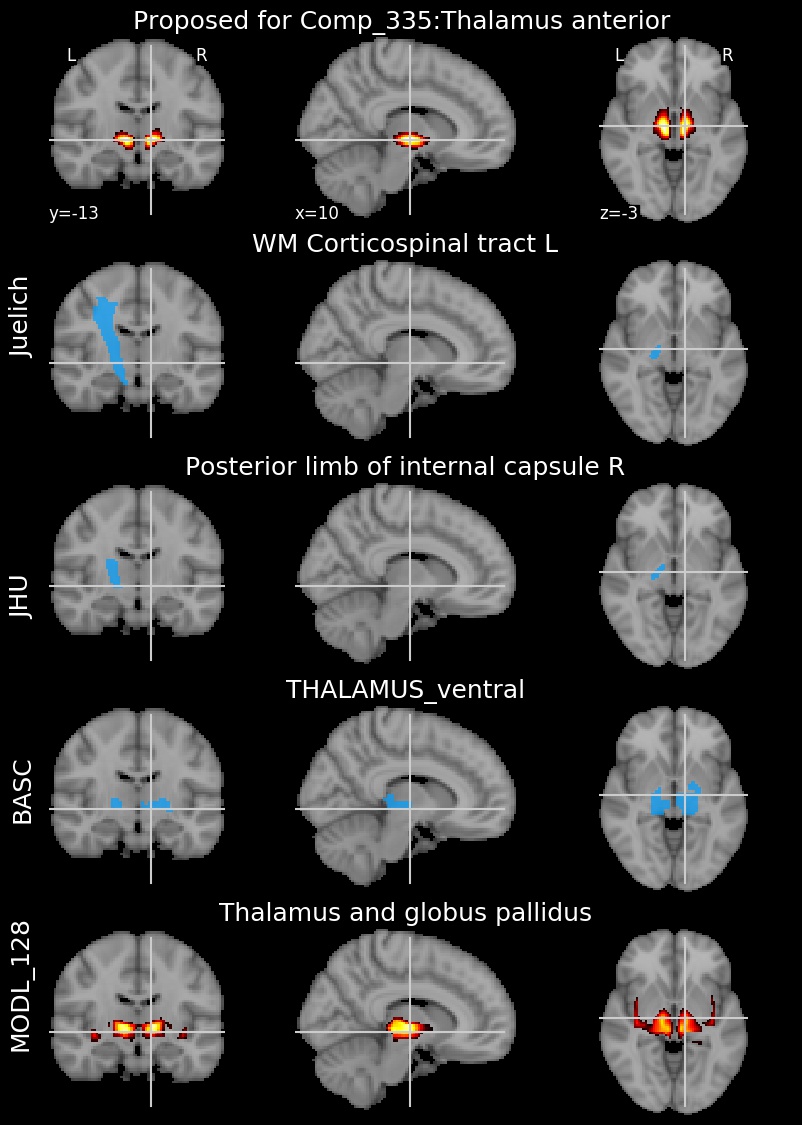 Proposed for Comp_335:Thalamus anterior
L R L R
y=-13 x=10 z=-3
WM Corticospinal tract L
Juelich
Posterior limb of internal capsule R
JHU
THALAMUS_ventral
BASC
Thalamus and globus pallidus
MODL_128